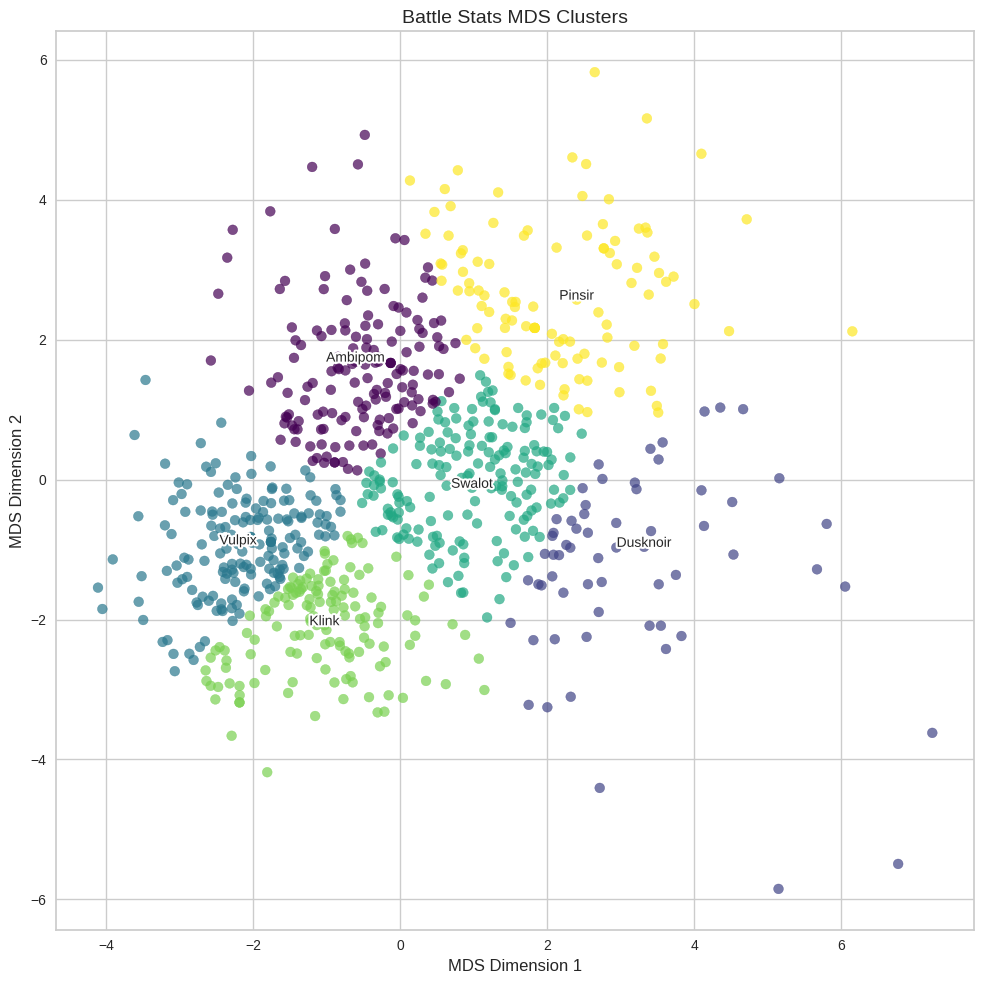 Battle Stats MDS Clusters
6
4
2
0
−2
−4
−6
MDS Dimension 2
Pinsir
Ambipom
Swalot
Vulpix
Dusknoir
Klink
−4
−2
0
2
4
6
MDS Dimension 1